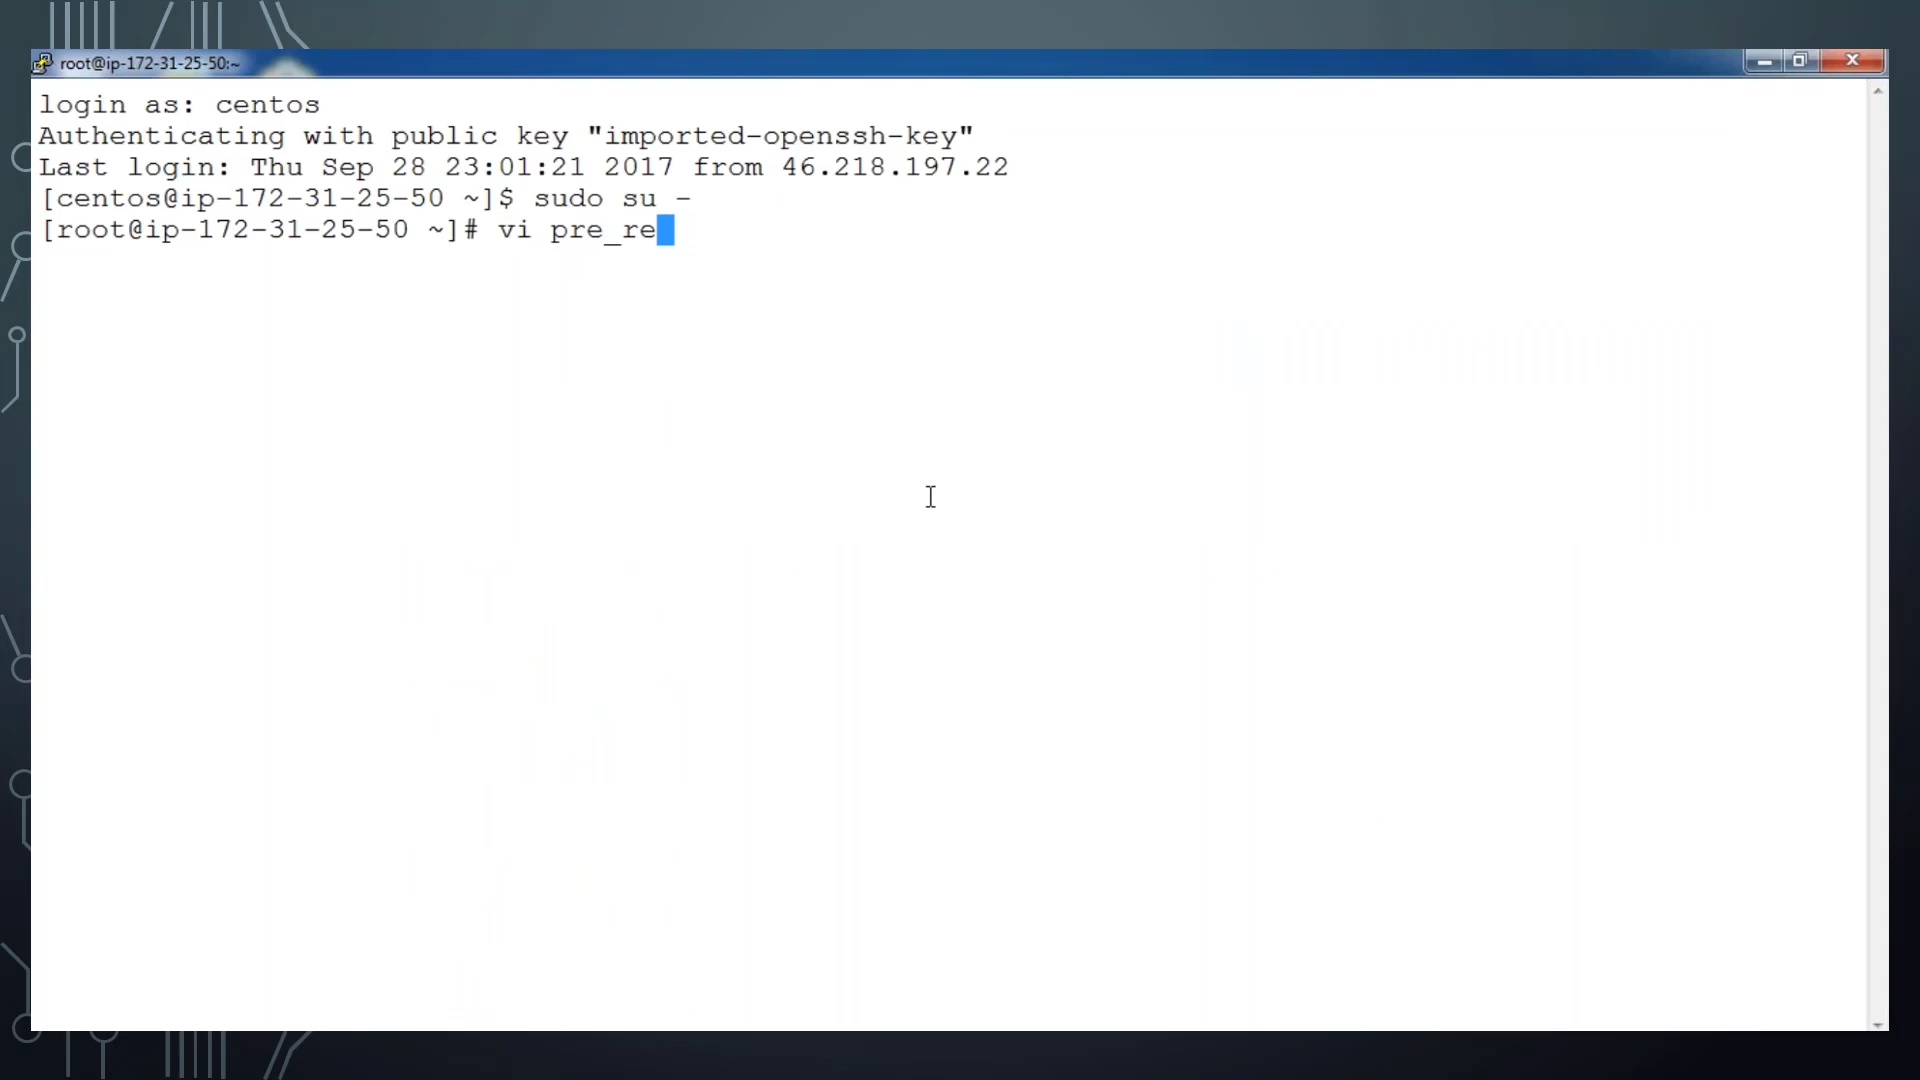 root@ip-172-31-25-50:~
login as: centos
Authenticating with public key "imported-openssh-key"
Last login: Thu Sep 28 23:01:21 2017 from 46.218.197.22
[centos@ip-172-31-25-50 ~]$ sudo su -
[root@ip-172-31-25-50 ~]# vi pre_re